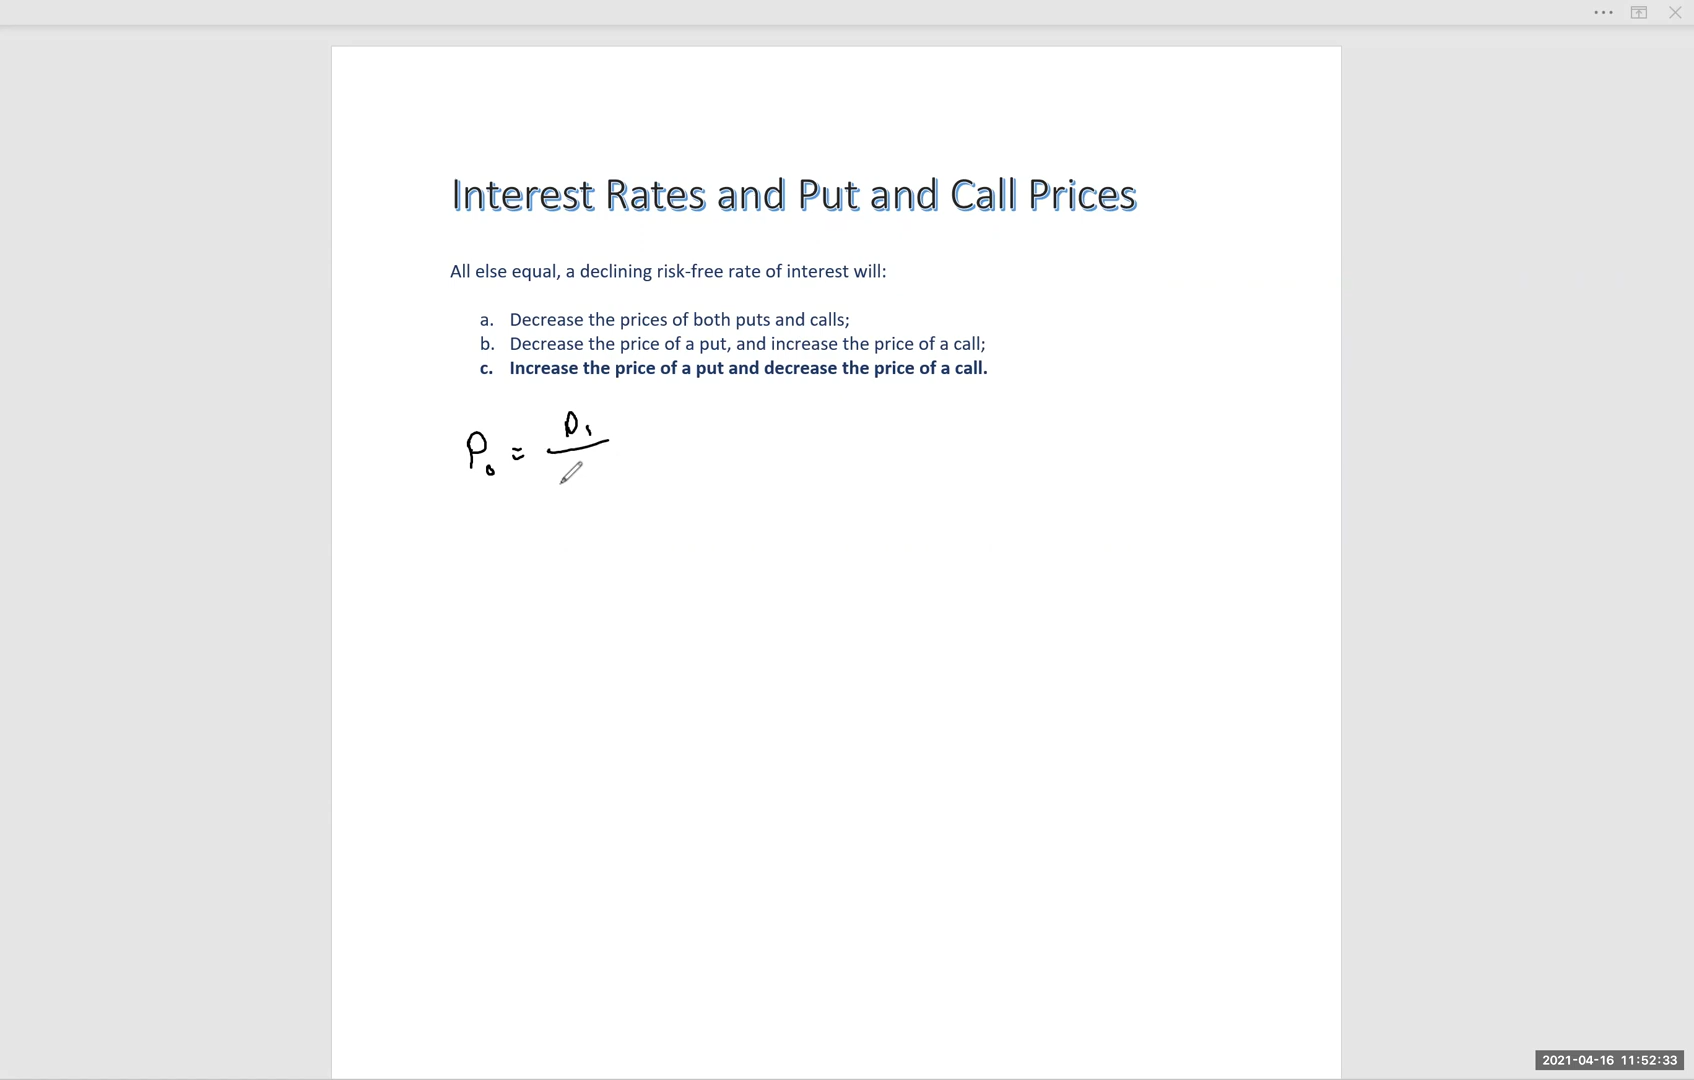 Interest Rates and Put and Call Prices
All else equal, a declining risk-free rate of interest will:
a. Decrease the prices of both puts and calls;
b. Decrease the price of a put, and increase the price of a call;
c. Increase the price of a put and decrease the price of a call.
P₀ = D₁
2021-04-16 11:52:33